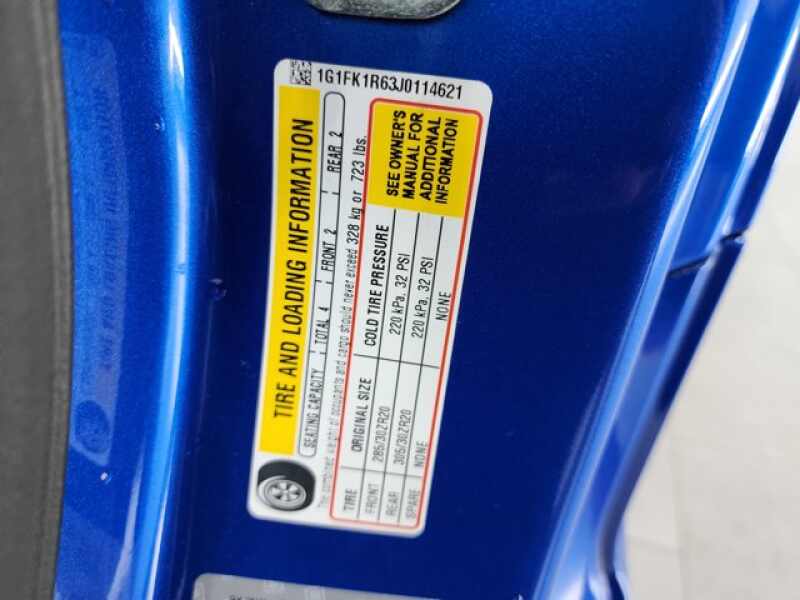 1G1FK1R63J0114621
TIRE AND LOADING INFORMATION
SEATING CAPACITY : TOTAL 4 : FRONT 2 : REAR 2
The combined weight of occupants and cargo should never exceed 328 kg or 723 lbs.
TIRE ORIGINAL SIZE COLD TIRE PRESSURE
FRONT 285/30ZR20 220 kPa, 32 PSI
REAR 305/30ZR20 220 kPa, 32 PSI
SPARE NONE NONE
SEE OWNER'S
MANUAL FOR
ADDITIONAL
INFORMATION